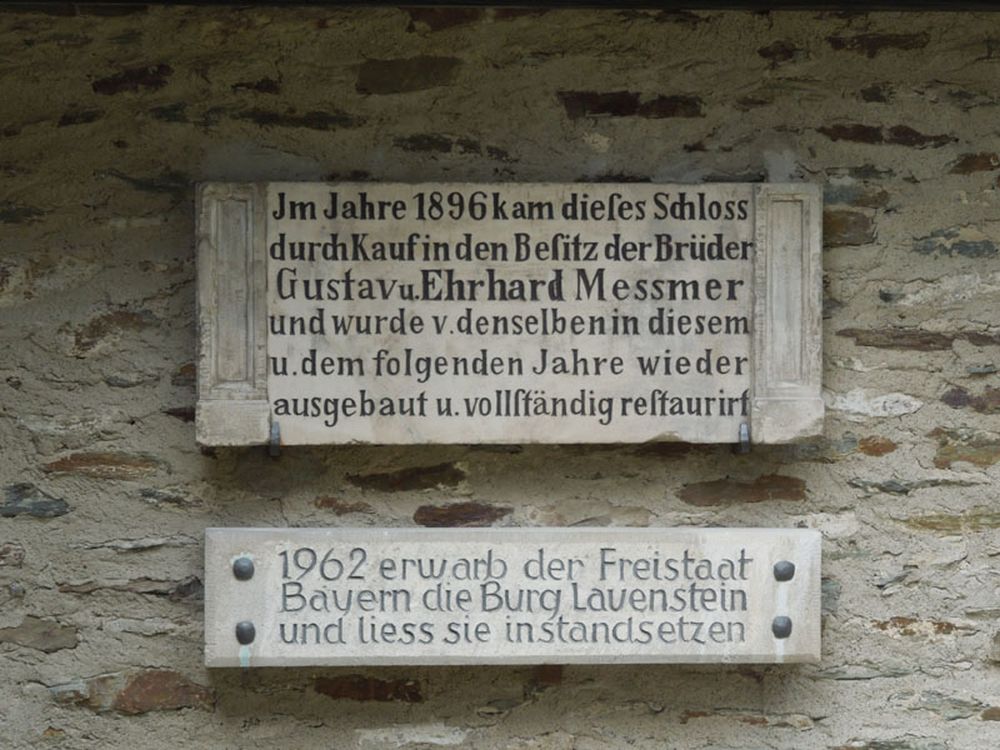 Jm Jahre 1896 kam dieſes Schloss
durch Kauf in den Beſitz der Brüder
Gustav u. Ehrhard Messmer
und wurde v. denselben in diesem
u. dem folgenden Jahre wieder
ausgebaut u. vollſtändig reſtaurirt
1962 erwarb der Freistaat
Bayern die Burg Lauenstein
und liess sie instandsetzen